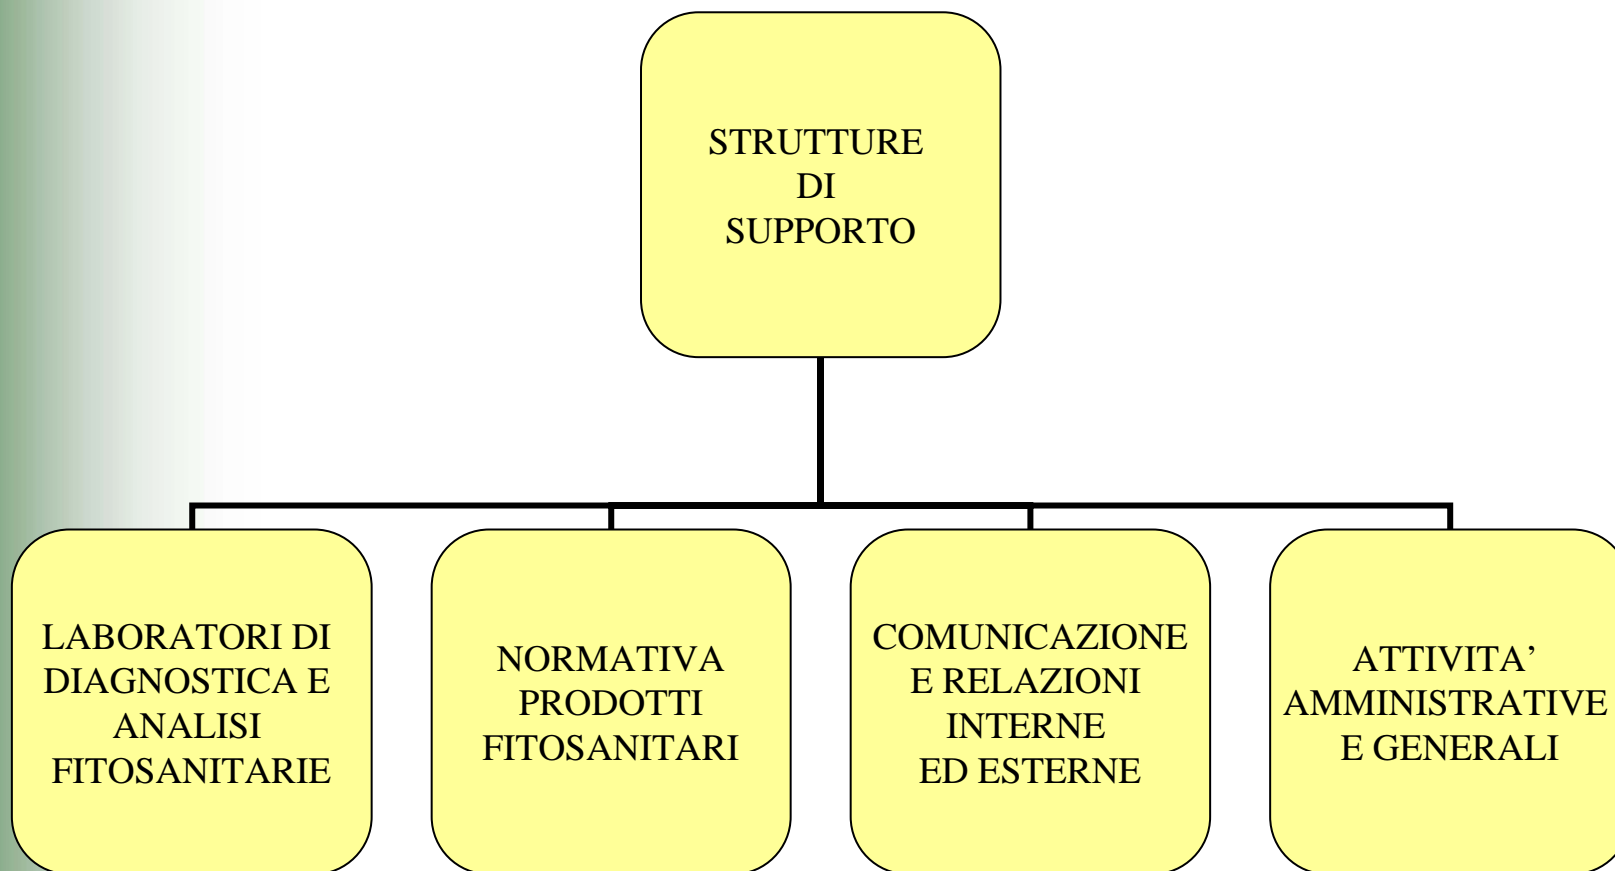 STRUTTURE
DI
SUPPORTO
LABORATORI DI
DIAGNOSTICA E
ANALISI
FITOSANITARIE
NORMATIVA
PRODOTTI
FITOSANITARI
COMUNICAZIONE
E RELAZIONI
INTERNE
ED ESTERNE
ATTIVITA’
AMMINISTRATIVE
E GENERALI